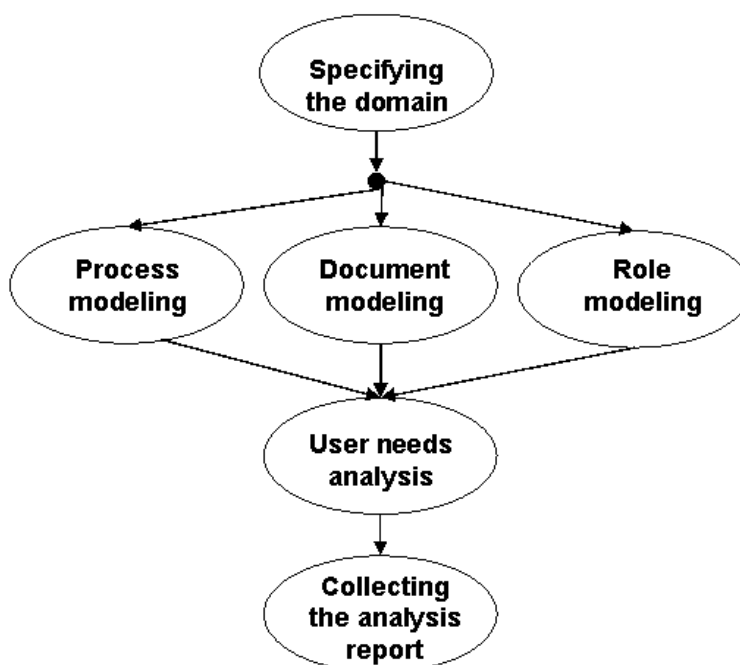 Specifying
the domain
Process
modeling
Document
modeling
Role
modeling
User needs
analysis
Collecting
the analysis
report